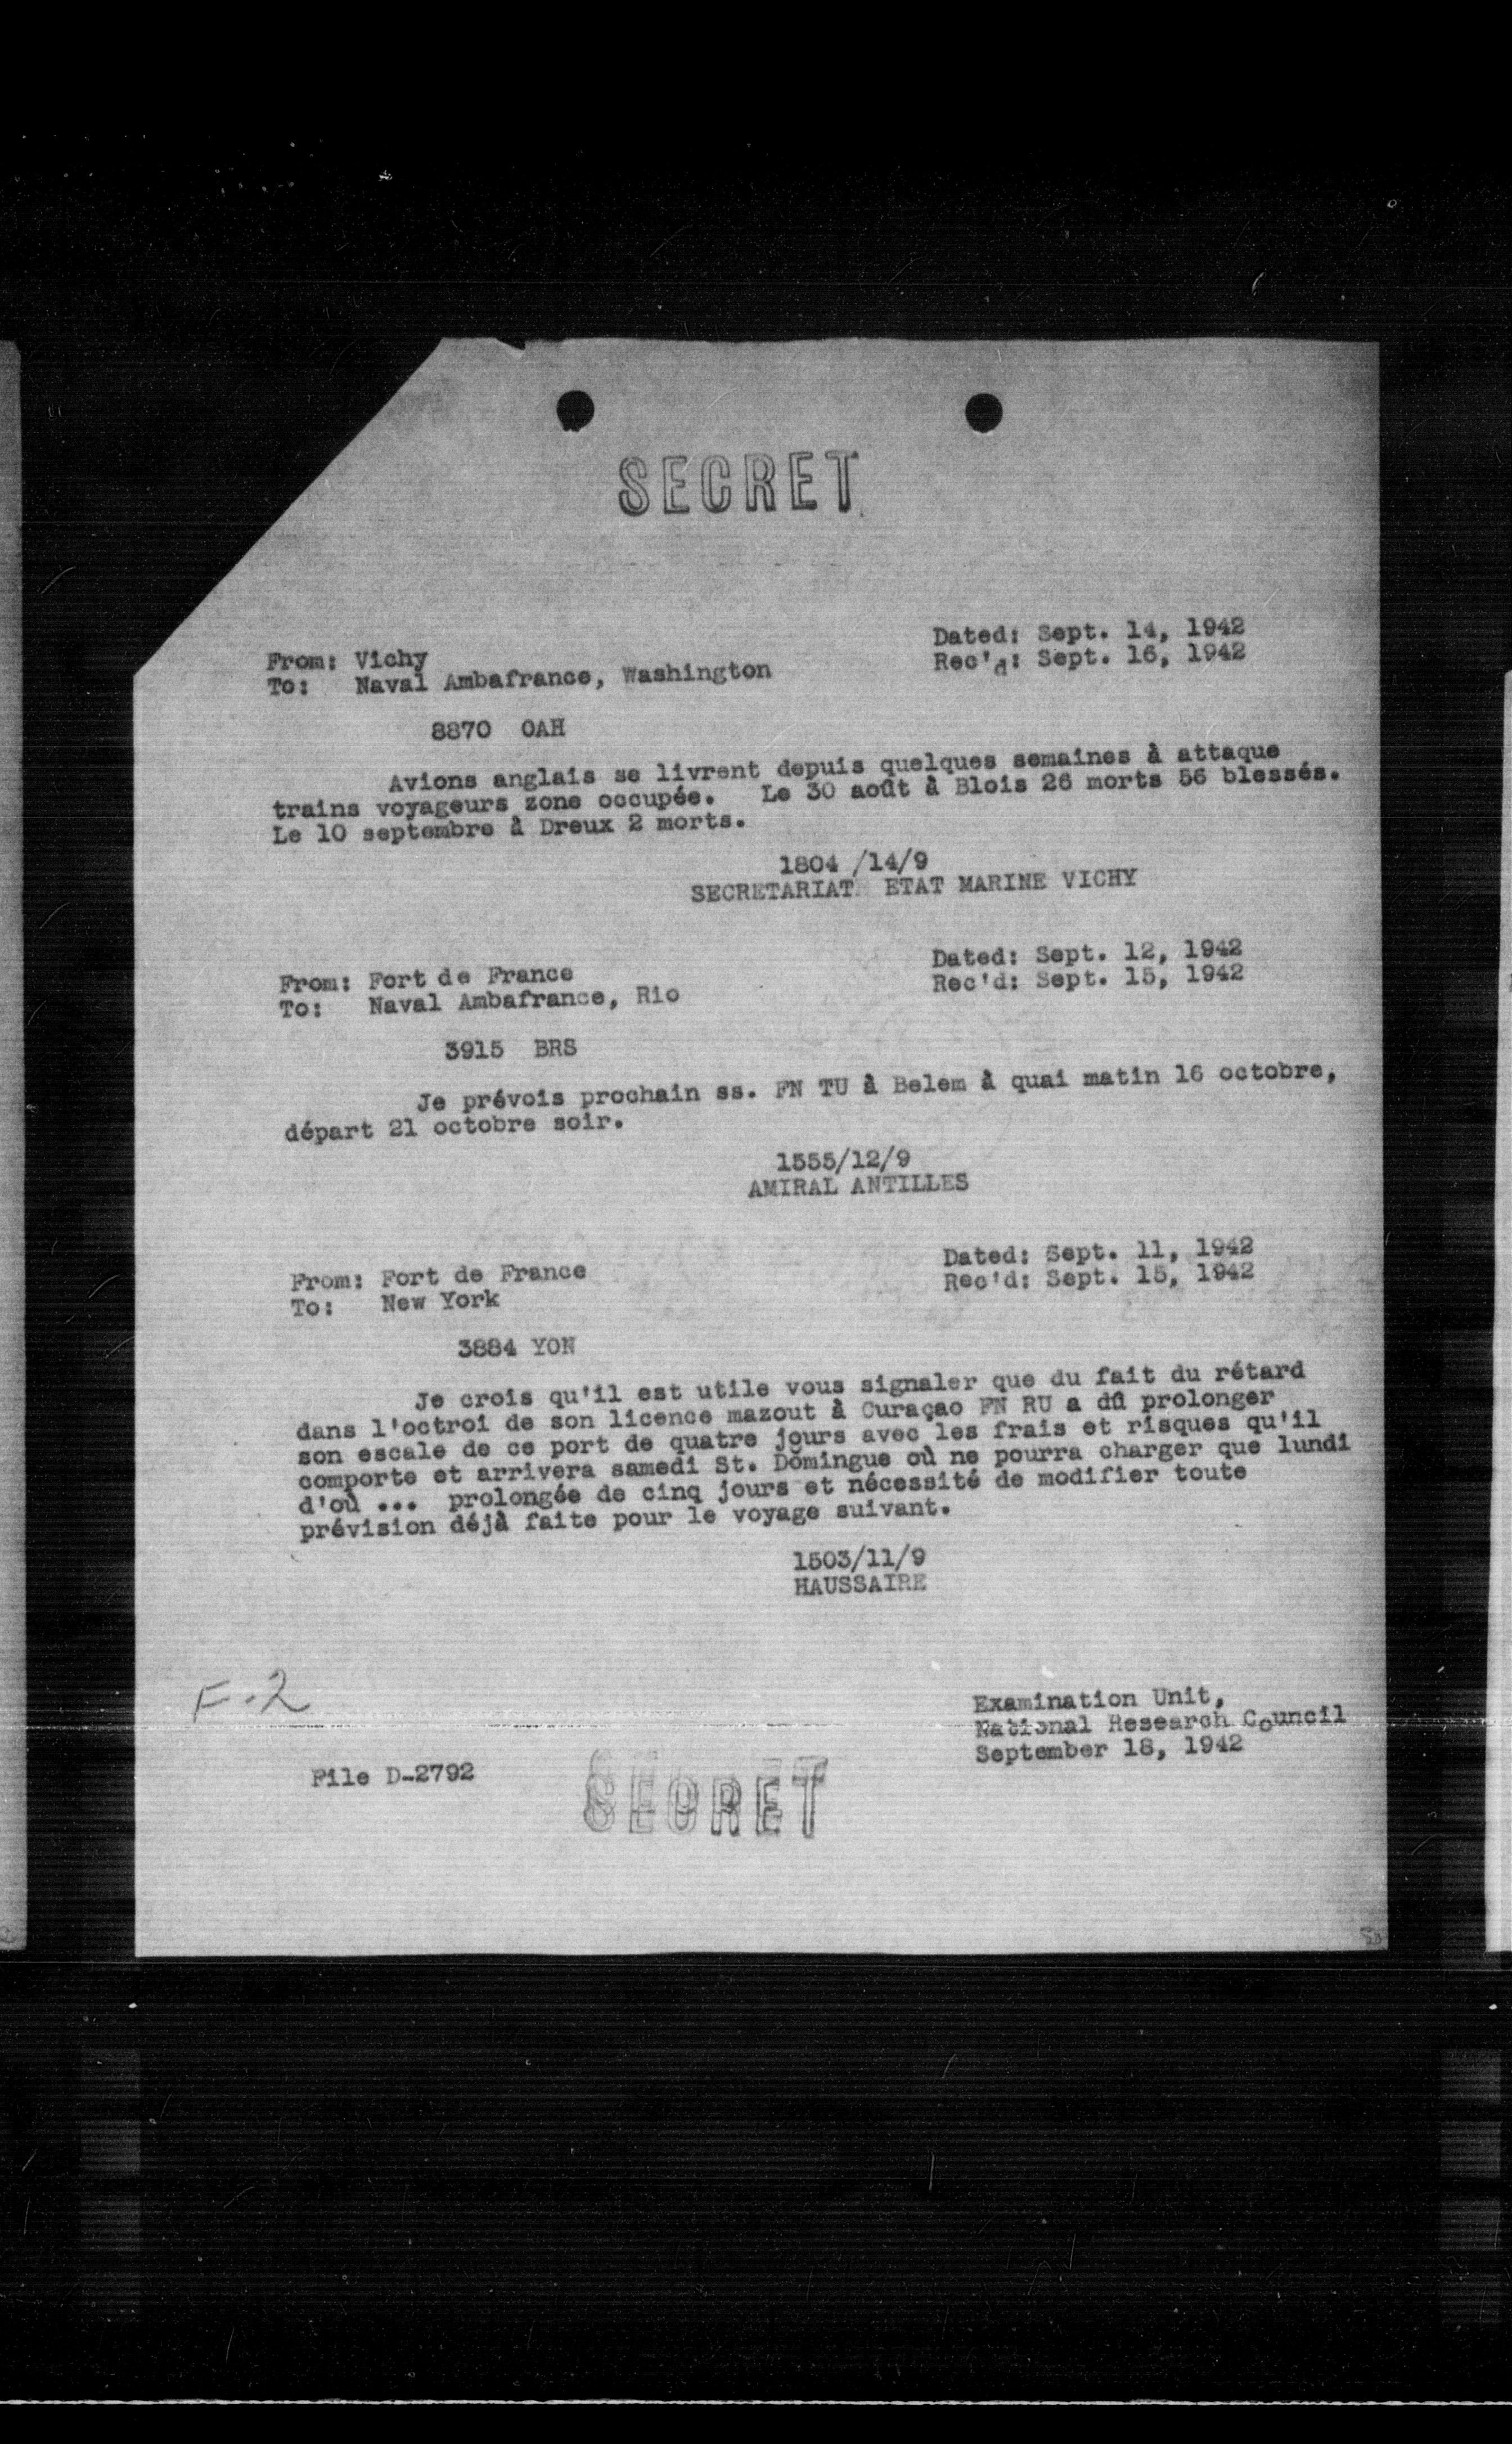 SECRET
Dated: Sept. 14, 1942
Rec'd: Sept. 16, 1942
From: Vichy
To: Naval Ambafrance, Washington
8870 OAH
Avions anglais se livrent depuis quelques semaines à attaque
trains voyageurs zone occupée. Le 30 août à Blois 26 morts 56 blessés.
Le 10 septembre à Dreux 2 morts.
1804 /14/9
SECRETARIAT ETAT MARINE VICHY
Dated: Sept. 12, 1942
Rec'd: Sept. 15, 1942
From: Fort de France
To: Naval Ambafrance, Rio
3915 BRS
Je prévois prochain ss. FN TU à Belem à quai matin 16 octobre,
départ 21 octobre soir.
1555/12/9
AMIRAL ANTILLES
Dated: Sept. 11, 1942
Rec'd: Sept. 15, 1942
From: Fort de France
To: New York
3884 YON
Je crois qu'il est utile vous signaler que du fait du rétard
dans l'octroi de son licence mazout à Curaçao FN RU a dû prolonger
son escale de ce port de quatre jours avec les frais et risques qu'il
comporte et arrivera samedi St. Domingue où ne pourra charger que lundi
d'où ... prolongée de cinq jours et nécessité de modifier toute
prévision déjà faite pour le voyage suivant.
1503/11/9
HAUSSAIRE
F-2
Examination Unit,
National Research Council
September 18, 1942
File D-2792
SECRET